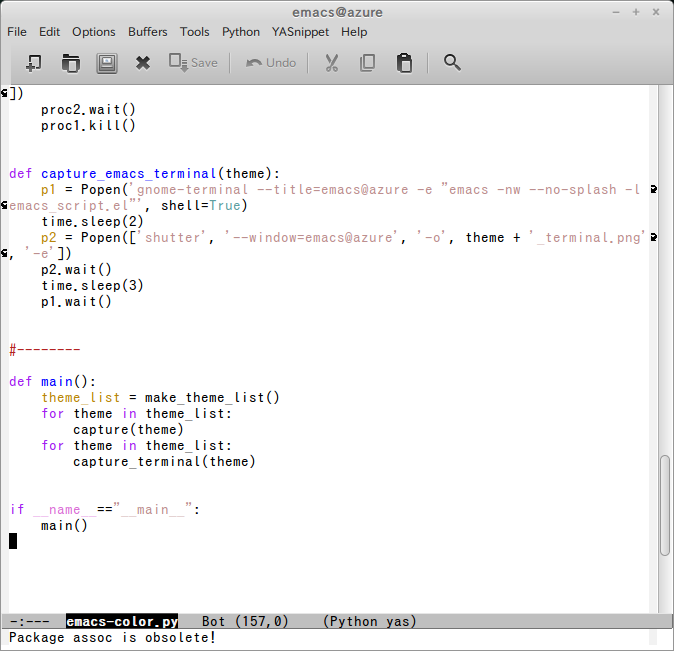 emacs@azure
File Edit Options Buffers Tools Python YASnippet Help
Save Undo
])
    proc2.wait()
    proc1.kill()
def capture_emacs_terminal(theme):
    p1 = Popen('gnome-terminal --title=emacs@azure -e "emacs -nw --no-splash -l
emacs_script.el"', shell=True)
    time.sleep(2)
    p2 = Popen(['shutter', '--window=emacs@azure', '-o', theme + '_terminal.png'
, '-e'])
    p2.wait()
    time.sleep(3)
    p1.wait()
#--------
def main():
    theme_list = make_theme_list()
    for theme in theme_list:
        capture(theme)
    for theme in theme_list:
        capture_terminal(theme)
if __name__=="__main__":
    main()
-:--- emacs-color.py Bot (157,0) (Python yas)
Package assoc is obsolete!